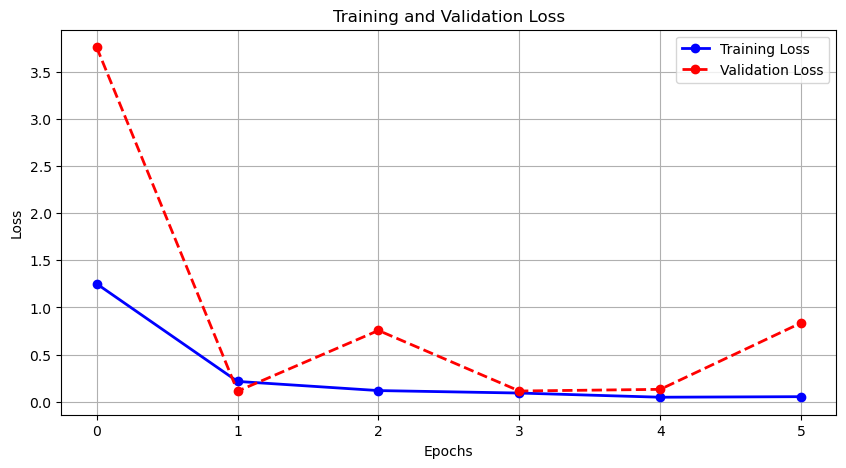 Training and Validation Loss
Training Loss
Validation Loss
3.5
3.0
2.5
2.0
1.5
1.0
0.5
0.0
Loss
0 1 2 3 4 5
Epochs